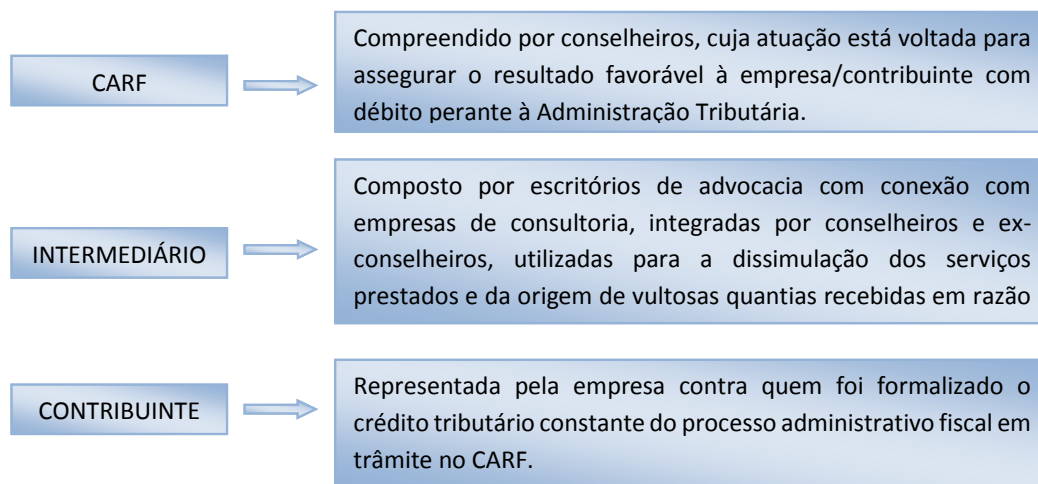 CARF
Compreendido por conselheiros, cuja atuação está voltada para
assegurar o resultado favorável à empresa/contribuinte com
débito perante à Administração Tributária.
INTERMEDIÁRIO
Composto por escritórios de advocacia com conexão com
empresas de consultoria, integradas por conselheiros e ex-
conselheiros, utilizadas para a dissimulação dos serviços
prestados e da origem de vultosas quantias recebidas em razão
CONTRIBUINTE
Representada pela empresa contra quem foi formalizado o
crédito tributário constante do processo administrativo fiscal em
trâmite no CARF.